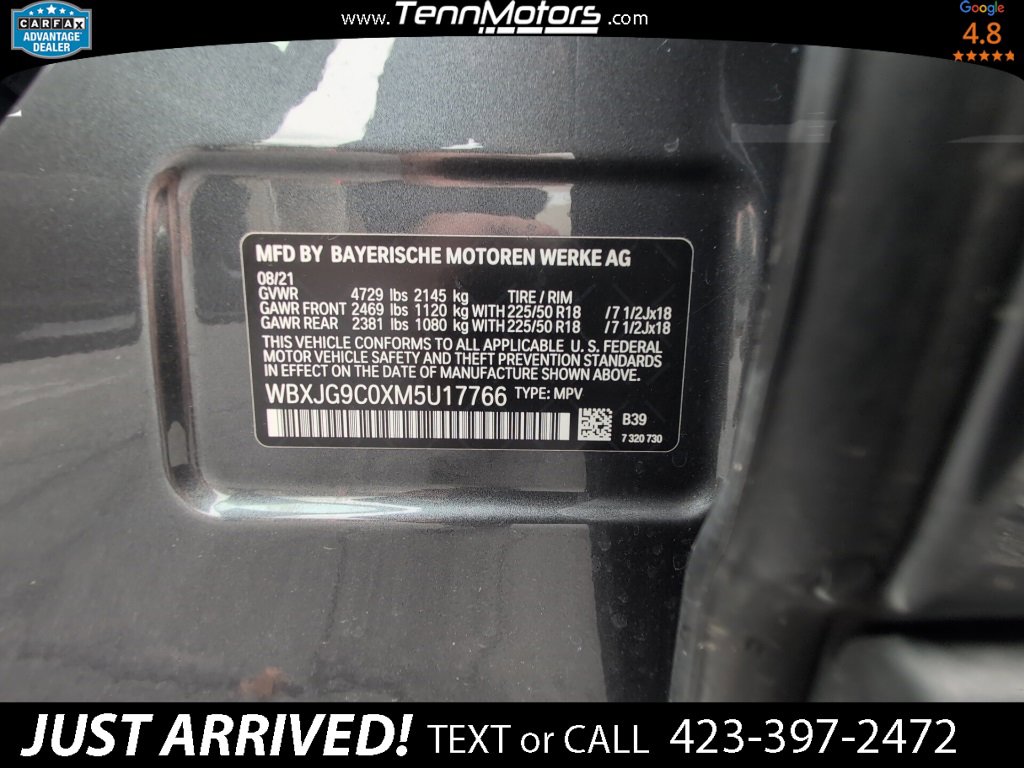 CARFAX
ADVANTAGE
DEALER
www.TennMotors.com
Google
4.8
MFD BY BAYERISCHE MOTOREN WERKE AG
08/21
GVWR 4729 lbs 2145 kg TIRE / RIM
GAWR FRONT 2469 lbs 1120 kg WITH 225/50 R18 /7 1/2Jx18
GAWR REAR 2381 lbs 1080 kg WITH 225/50 R18 /7 1/2Jx18
THIS VEHICLE CONFORMS TO ALL APPLICABLE U. S. FEDERAL
MOTOR VEHICLE SAFETY AND THEFT PREVENTION STANDARDS
IN EFFECT ON THE DATE OF MANUFACTURE SHOWN ABOVE.
WBXJG9C0XM5U17766 TYPE: MPV
B39
7 320 730
JUST ARRIVED! TEXT or CALL 423-397-2472